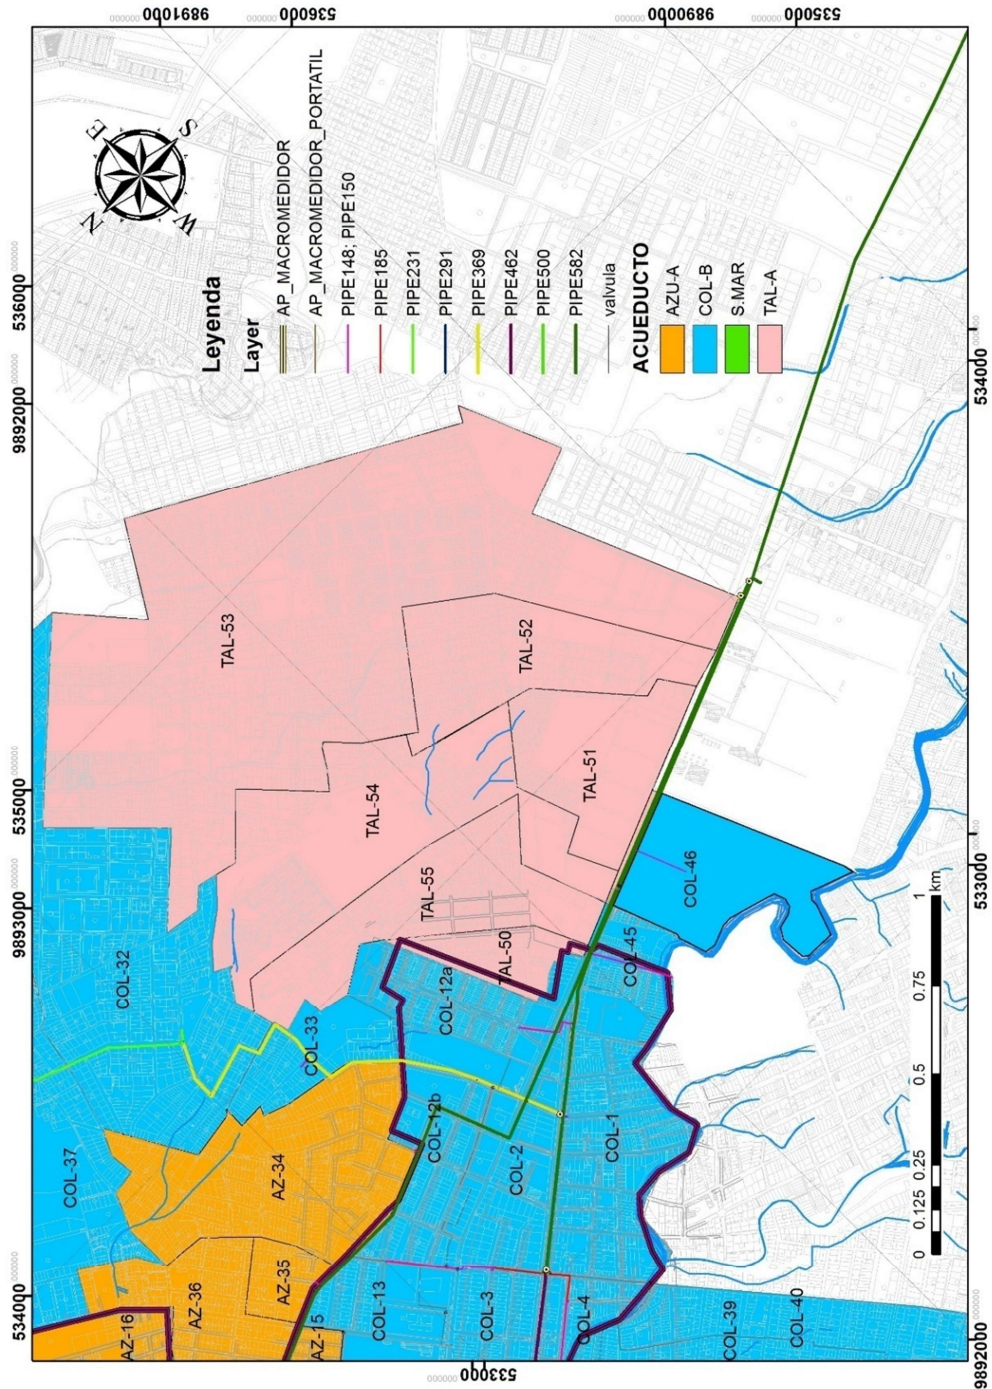 9891000
536000
9890000
535000
536000
9892000
535000
9893000
534000
534000
533000
9892000
533000
N
E
S
W
Leyenda
Layer
AP_MACROMEDIDOR
AP_MACROMEDIDOR_PORTATIL
PIPE148; PIPE150
PIPE185
PIPE231
PIPE291
PIPE369
PIPE462
PIPE500
PIPE582
valvula
ACUEDUCTO
AZU-A
COL-B
S.MAR
TAL-A
TAL-53
TAL-52
TAL-51
TAL-54
TAL-55
TAL-50
COL-46
COL-45
COL-32
COL-33
COL-12a
COL-12b
COL-37
COL-2
COL-1
AZ-34
AZ-35
AZ-36
AZ-16
AZ-15
COL-13
COL-3
COL-4
COL-39
COL-40
0 0.125 0.25 0.5 0.75 1
km